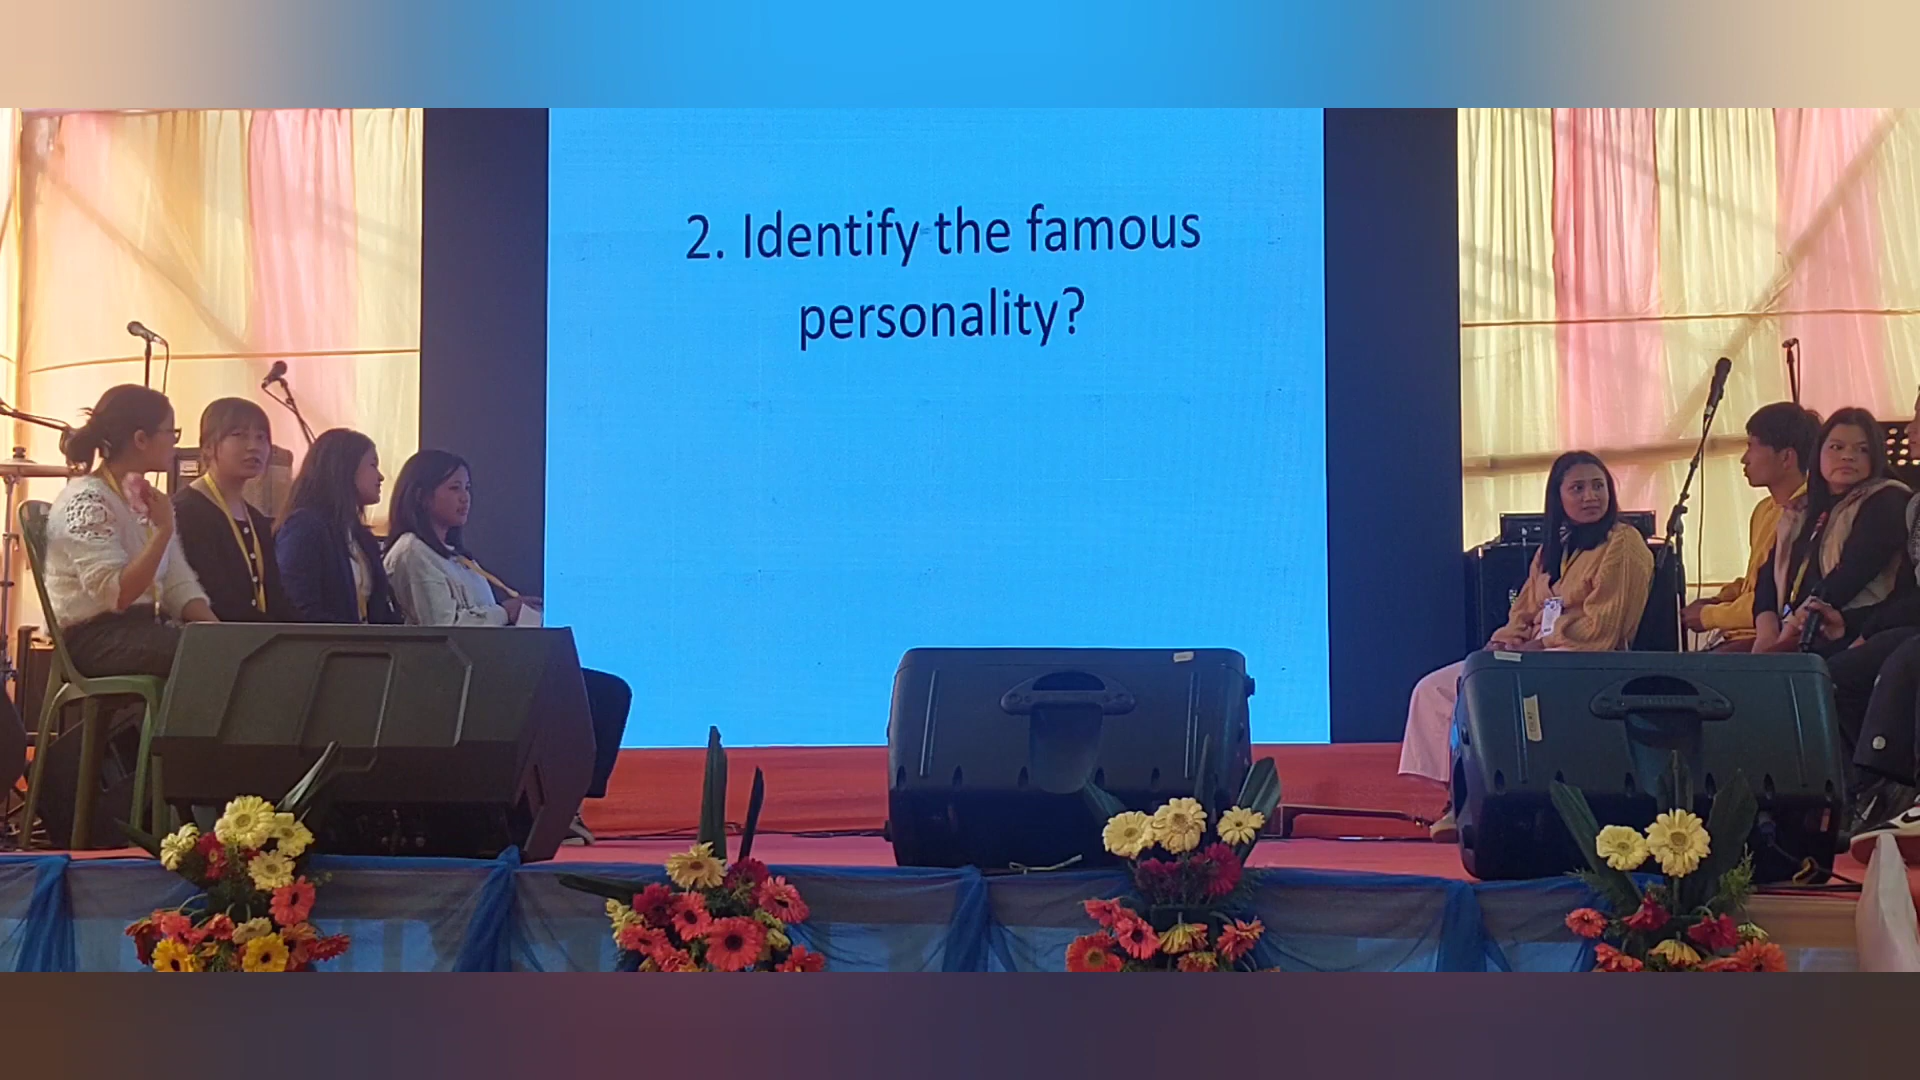 2. Identify the famous
personality?